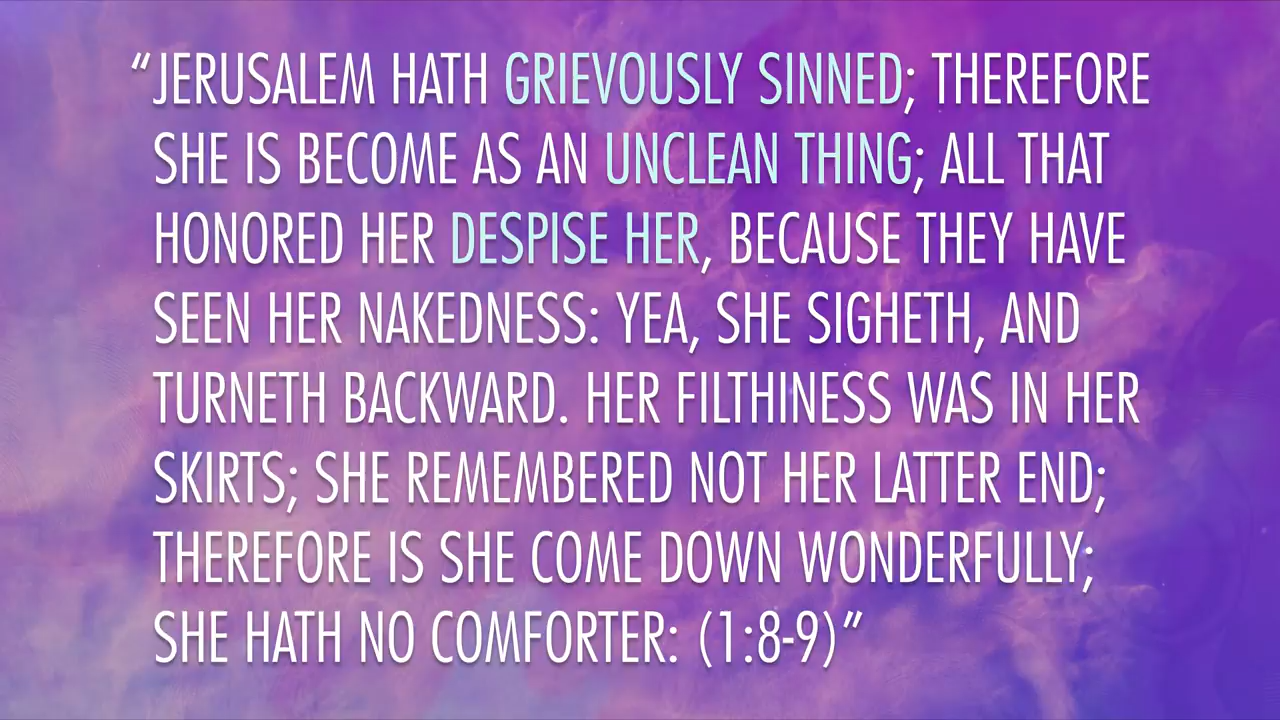 “JERUSALEM HATH GRIEVOUSLY SINNED; THEREFORE
SHE IS BECOME AS AN UNCLEAN THING; ALL THAT
HONORED HER DESPISE HER, BECAUSE THEY HAVE
SEEN HER NAKEDNESS: YEA, SHE SIGHETH, AND
TURNETH BACKWARD. HER FILTHINESS WAS IN HER
SKIRTS; SHE REMEMBERED NOT HER LATTER END;
THEREFORE IS SHE COME DOWN WONDERFULLY;
SHE HATH NO COMFORTER: (1:8-9)”